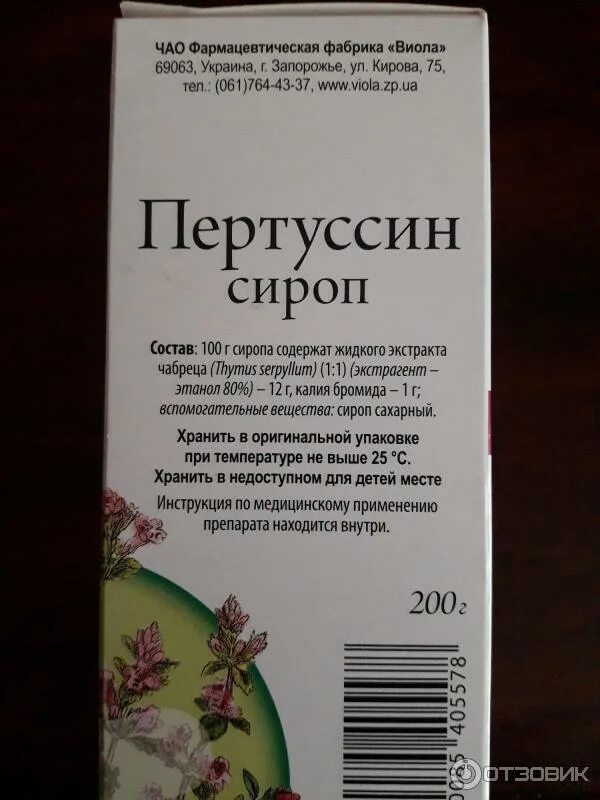 ЧАО Фармацевтическая фабрика «Виола»
69063, Украина, г. Запорожье, ул. Кирова, 75,
тел.: (061)764-43-37, www.viola.zp.ua
Пертуссин
сироп
Состав: 100 г сиропа содержат жидкого экстракта
чабреца (Thymus serpyllum) (1:1) (экстрагент –
этанол 80%) – 12 г, калия бромида – 1 г;
вспомогательные вещества: сироп сахарный.
Хранить в оригинальной упаковке
при температуре не выше 25 °С.
Хранить в недоступном для детей месте
Инструкция по медицинскому применению
препарата находится внутри.
200 г
405578
ОТЗОВИК